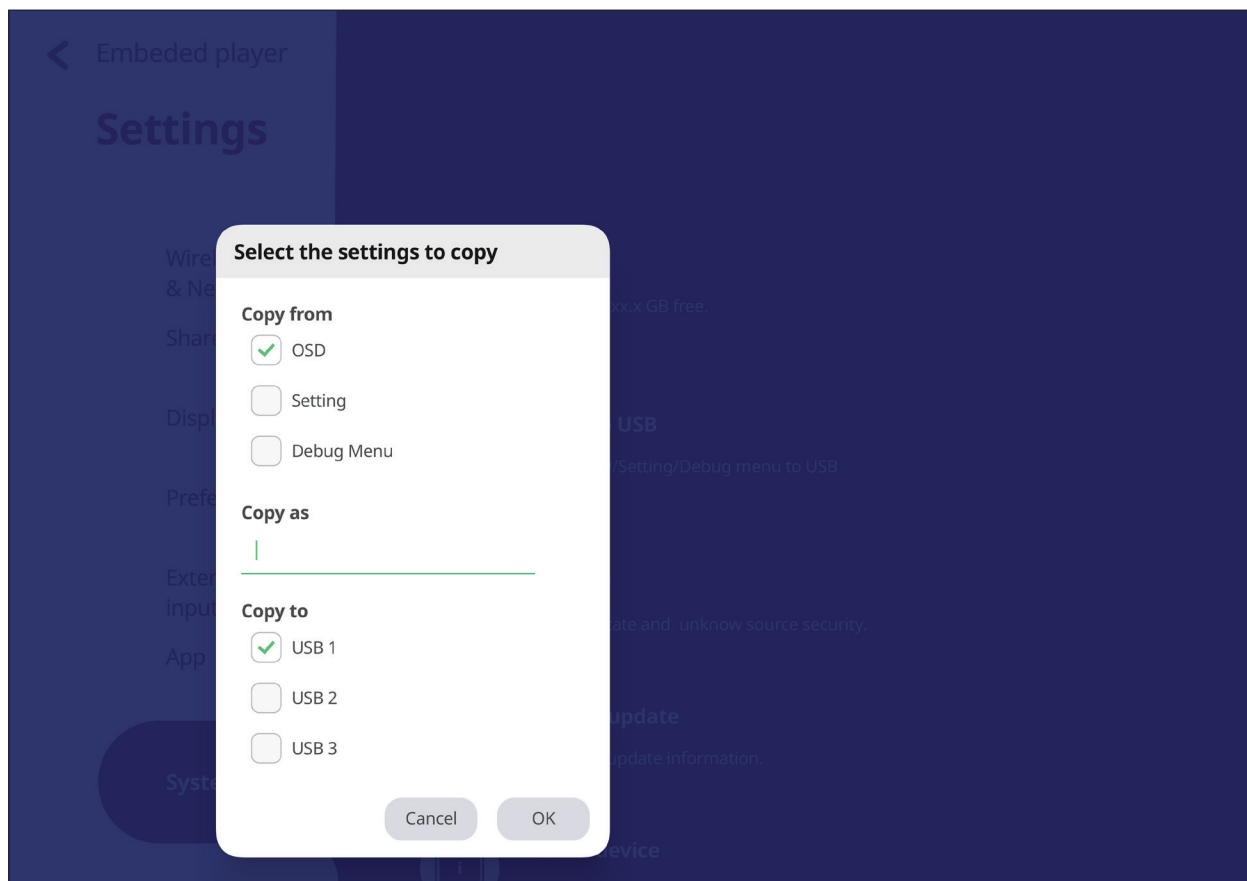 Embeded player
Settings
Select the settings to copy
Copy from
OSD
Setting
Debug Menu
Copy as
Copy to
USB 1
USB 2
USB 3
Cancel
OK
& Ne
App
xx.x GB free.
USB
/Setting/Debug menu to USB
and unknow source security.
update
update information.